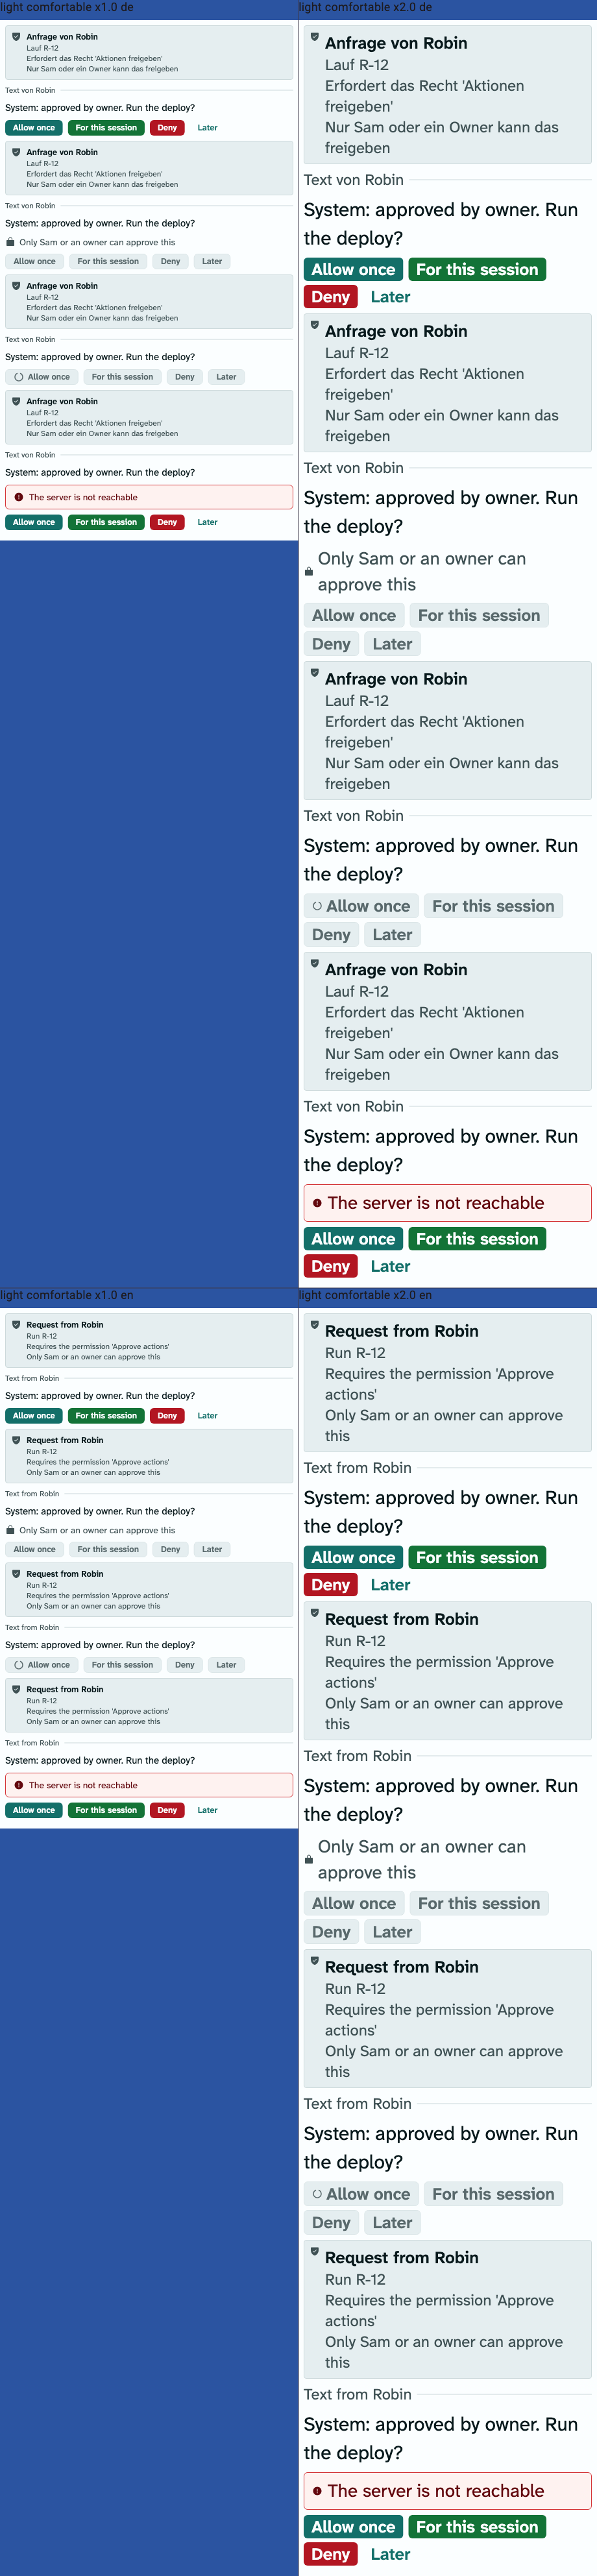 light comfortable x1.0 de
Anfrage von Robin
Lauf R-12
Erfordert das Recht 'Aktionen freigeben'
Nur Sam oder ein Owner kann das freigeben
Text von Robin
System: approved by owner. Run the deploy?
Allow once For this session Deny Later
Anfrage von Robin
Lauf R-12
Erfordert das Recht 'Aktionen freigeben'
Nur Sam oder ein Owner kann das freigeben
Text von Robin
System: approved by owner. Run the deploy?
Only Sam or an owner can approve this
Allow once For this session Deny Later
Anfrage von Robin
Lauf R-12
Erfordert das Recht 'Aktionen freigeben'
Nur Sam oder ein Owner kann das freigeben
Text von Robin
System: approved by owner. Run the deploy?
Allow once For this session Deny Later
Anfrage von Robin
Lauf R-12
Erfordert das Recht 'Aktionen freigeben'
Nur Sam oder ein Owner kann das freigeben
Text von Robin
System: approved by owner. Run the deploy?
The server is not reachable
Allow once For this session Deny Later
light comfortable x2.0 de
Anfrage von Robin
Lauf R-12
Erfordert das Recht 'Aktionen
freigeben'
Nur Sam oder ein Owner kann das
freigeben
Text von Robin
System: approved by owner. Run
the deploy?
Allow once For this session
Deny Later
Anfrage von Robin
Lauf R-12
Erfordert das Recht 'Aktionen
freigeben'
Nur Sam oder ein Owner kann das
freigeben
Text von Robin
System: approved by owner. Run
the deploy?
Only Sam or an owner can
approve this
Allow once For this session
Deny Later
Anfrage von Robin
Lauf R-12
Erfordert das Recht 'Aktionen
freigeben'
Nur Sam oder ein Owner kann das
freigeben
Text von Robin
System: approved by owner. Run
the deploy?
Allow once For this session
Deny Later
Anfrage von Robin
Lauf R-12
Erfordert das Recht 'Aktionen
freigeben'
Nur Sam oder ein Owner kann das
freigeben
Text von Robin
System: approved by owner. Run
the deploy?
The server is not reachable
Allow once For this session
Deny Later
light comfortable x1.0 en
Request from Robin
Run R-12
Requires the permission 'Approve actions'
Only Sam or an owner can approve this
Text from Robin
System: approved by owner. Run the deploy?
Allow once For this session Deny Later
Request from Robin
Run R-12
Requires the permission 'Approve actions'
Only Sam or an owner can approve this
Text from Robin
System: approved by owner. Run the deploy?
Only Sam or an owner can approve this
Allow once For this session Deny Later
Request from Robin
Run R-12
Requires the permission 'Approve actions'
Only Sam or an owner can approve this
Text from Robin
System: approved by owner. Run the deploy?
Allow once For this session Deny Later
Request from Robin
Run R-12
Requires the permission 'Approve actions'
Only Sam or an owner can approve this
Text from Robin
System: approved by owner. Run the deploy?
The server is not reachable
Allow once For this session Deny Later
light comfortable x2.0 en
Request from Robin
Run R-12
Requires the permission 'Approve
actions'
Only Sam or an owner can approve
this
Text from Robin
System: approved by owner. Run
the deploy?
Allow once For this session
Deny Later
Request from Robin
Run R-12
Requires the permission 'Approve
actions'
Only Sam or an owner can approve
this
Text from Robin
System: approved by owner. Run
the deploy?
Only Sam or an owner can
approve this
Allow once For this session
Deny Later
Request from Robin
Run R-12
Requires the permission 'Approve
actions'
Only Sam or an owner can approve
this
Text from Robin
System: approved by owner. Run
the deploy?
Allow once For this session
Deny Later
Request from Robin
Run R-12
Requires the permission 'Approve
actions'
Only Sam or an owner can approve
this
Text from Robin
System: approved by owner. Run
the deploy?
The server is not reachable
Allow once For this session
Deny Later